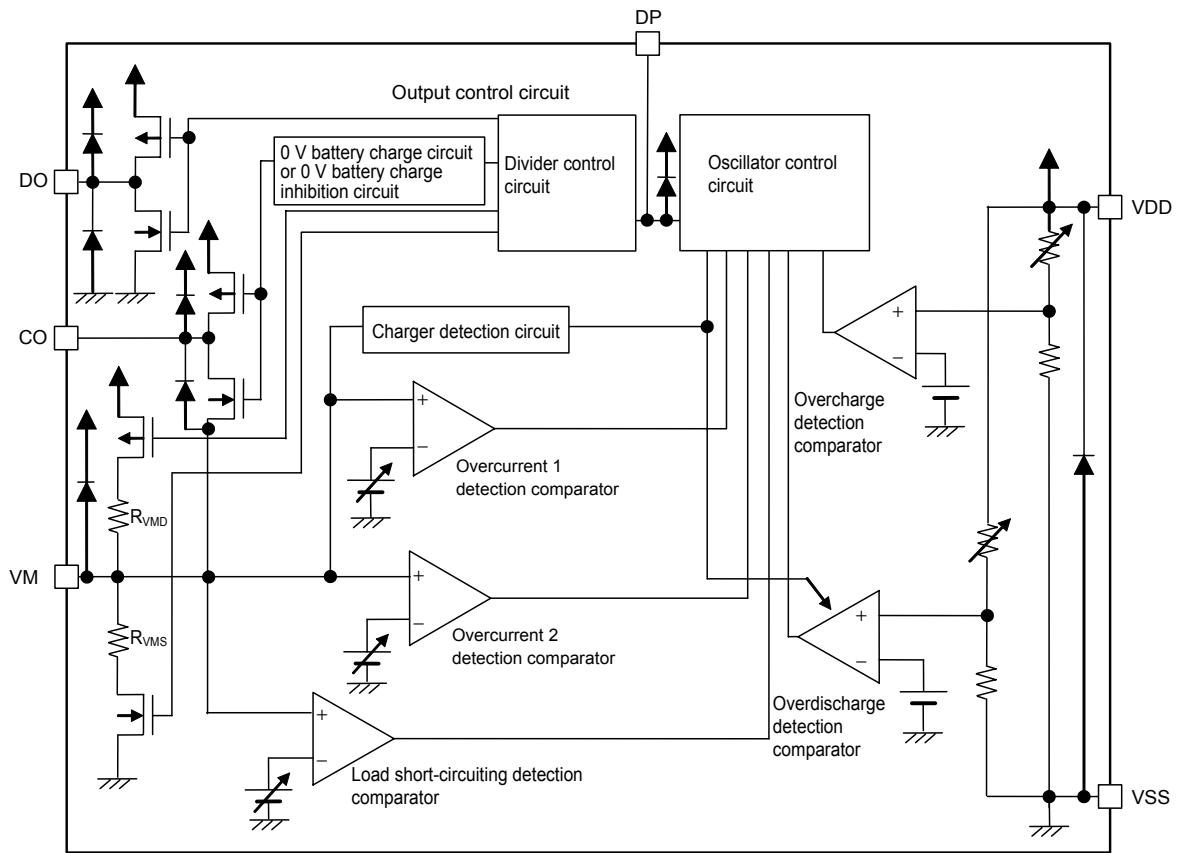 DP
Output control circuit
0 V battery charge circuit
or 0 V battery charge
inhibition circuit
Divider control
circuit
Oscillator control
circuit
DO
VDD
CO
Charger detection circuit
+
−
Overcharge
detection
comparator
+
−
Overcurrent 1
detection comparator
RVMD
VM
+
−
Overcurrent 2
detection comparator
RVMS
+
−
Overdischarge
detection
comparator
+
−
Load short-circuiting detection
comparator
VSS